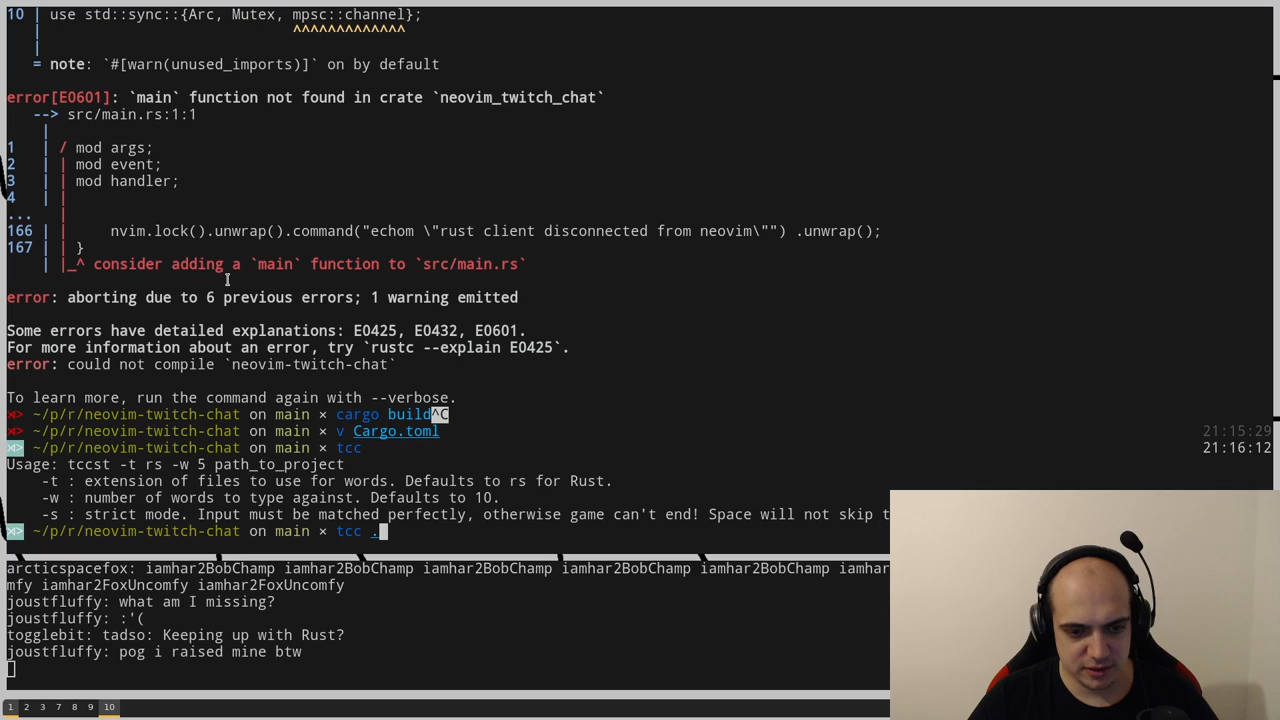 10 | use std::sync::{Arc, Mutex, mpsc::channel};
| ^^^^^^^^^^^^^
|
= note: `#[warn(unused_imports)]` on by default
error[E0601]: `main` function not found in crate `neovim_twitch_chat`
--> src/main.rs:1:1
|
1 | / mod args;
2 | | mod event;
3 | | mod handler;
4 | |
... |
166 | | nvim.lock().unwrap().command("echom \"rust client disconnected from neovim\"") .unwrap();
167 | | }
| |_^ consider adding a `main` function to `src/main.rs`
error: aborting due to 6 previous errors; 1 warning emitted
Some errors have detailed explanations: E0425, E0432, E0601.
For more information about an error, try `rustc --explain E0425`.
error: could not compile `neovim-twitch-chat`
To learn more, run the command again with --verbose.
~/p/r/neovim-twitch-chat on main × cargo build^C
~/p/r/neovim-twitch-chat on main × v Cargo.toml 21:15:29
~/p/r/neovim-twitch-chat on main × tcc 21:16:12
Usage: tccst -t rs -w 5 path_to_project
-t : extension of files to use for words. Defaults to rs for Rust.
-w : number of words to type against. Defaults to 10.
-s : strict mode. Input must be matched perfectly, otherwise game can't end! Space will not skip t
~/p/r/neovim-twitch-chat on main × tcc .
arcticspacefox: iamhar2BobChamp iamhar2BobChamp iamhar2BobChamp iamhar2BobChamp iamhar2BobChamp iamhar
mfy iamhar2FoxUncomfy iamhar2FoxUncomfy
joustfluffy: what am I missing?
joustfluffy: :'(
togglebit: tadso: Keeping up with Rust?
joustfluffy: pog i raised mine btw
1 2 3 7 8 9 10